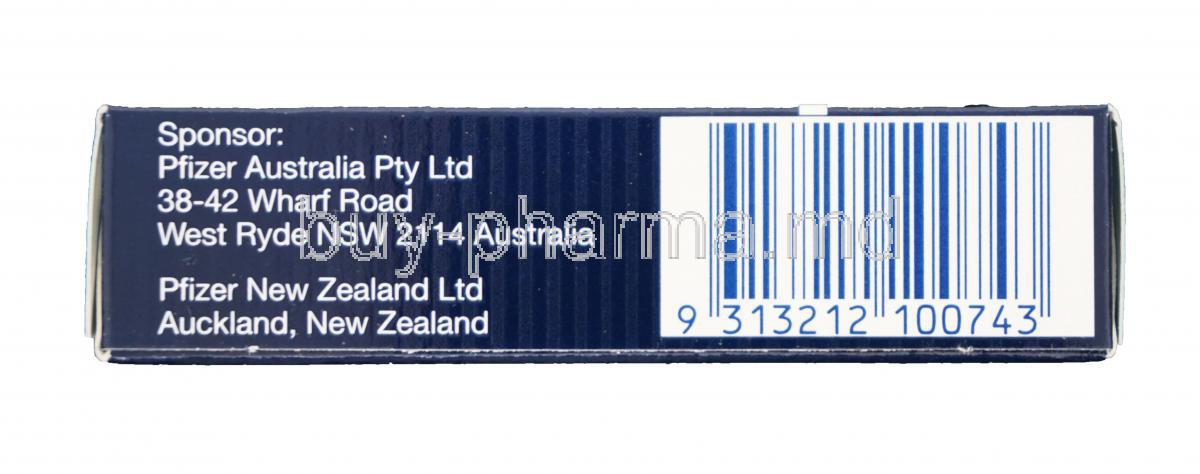 Sponsor:
Pfizer Australia Pty Ltd
38-42 Wharf Road
West Ryde NSW 2114 Australia
Pfizer New Zealand Ltd
Auckland, New Zealand
9 313212 100743
buy-pharma.md